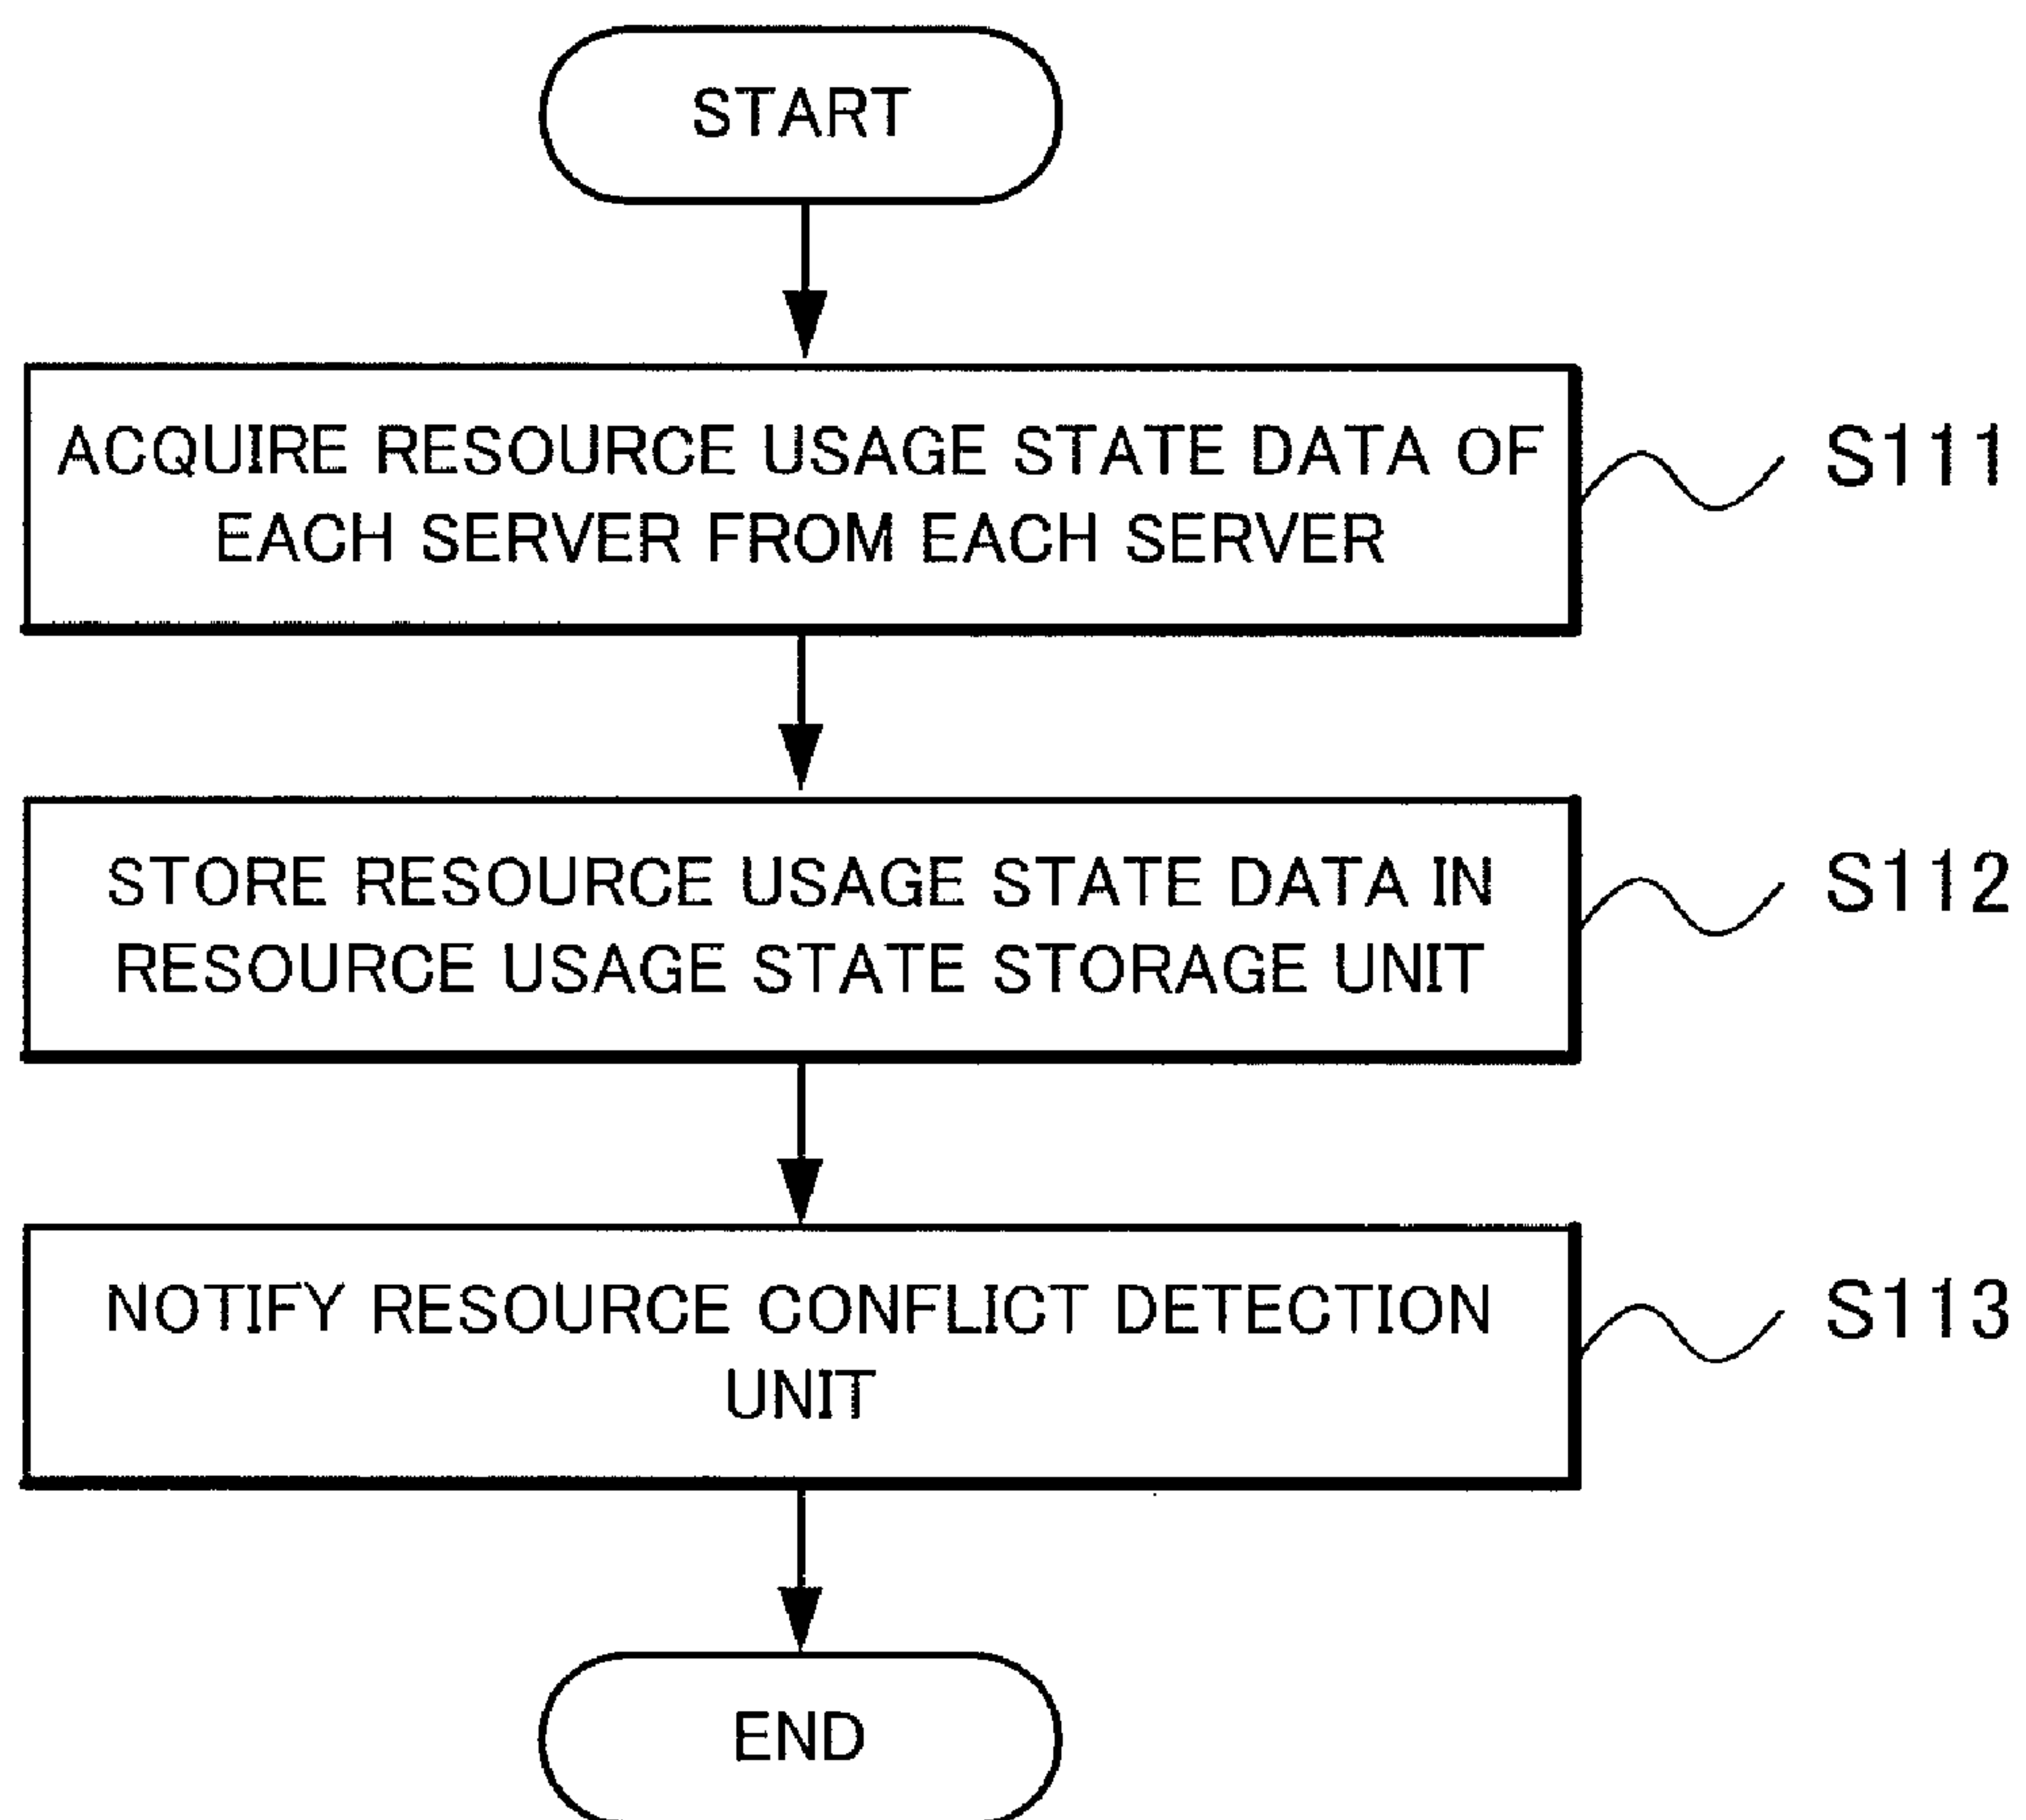 START
ACQUIRE RESOURCE USAGE STATE DATA OF
EACH SERVER FROM EACH SERVER
S111
STORE RESOURCE USAGE STATE DATA IN
RESOURCE USAGE STATE STORAGE UNIT
S112
NOTIFY RESOURCE CONFLICT DETECTION
UNIT
S113
END